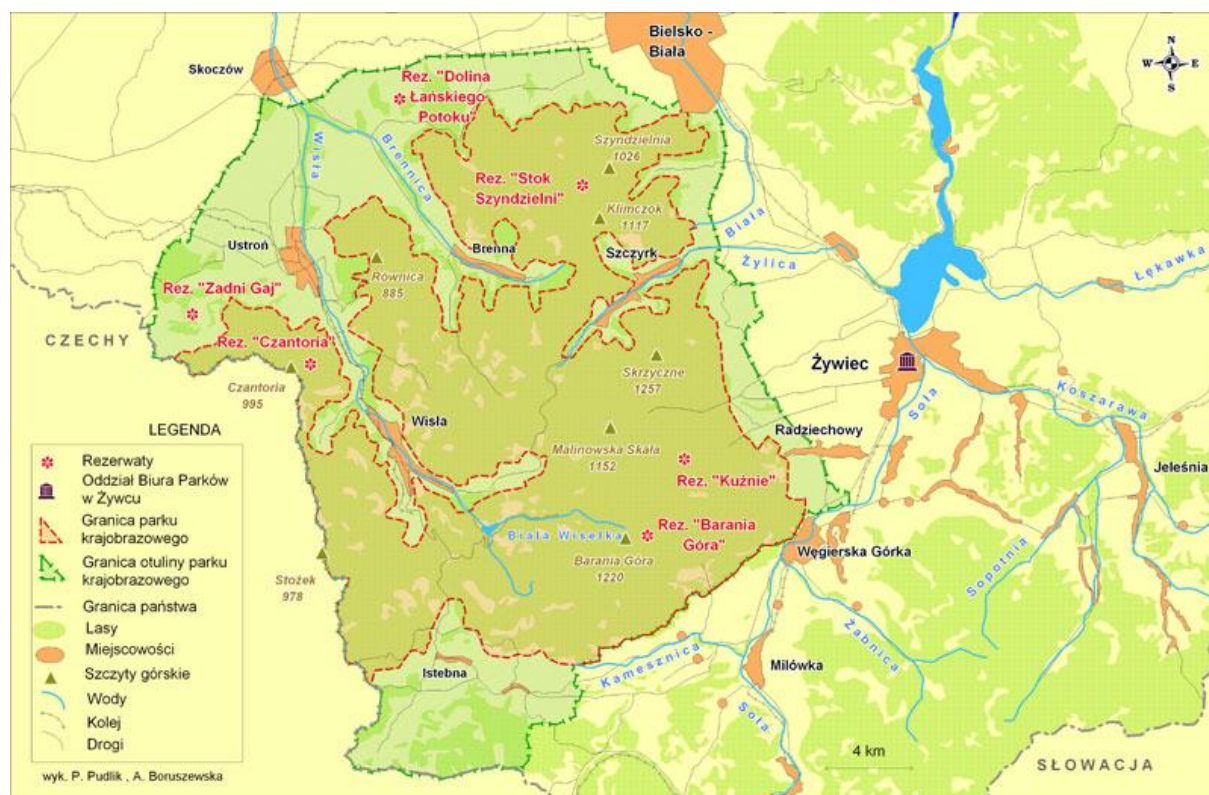 Bielsko -
Biała
N
W E
S
Skoczów
Rez. "Dolina
Łańskiego
Potoku"
Wisła
Brennica
Szyndzielnia
1026
Rez. "Stok
Szyndzielni"
Klimczok
1117
Biała
Ustroń
Brenna
Szczyrk
Żylica
Łękawka
Równica
885
Rez. "Zadni Gaj"
CZECHY
Rez. "Czantoria"
Czantoria
995
Skrzyczne
1257
Żywiec
Soła
Koszarawa
Wisła
Radziechowy
Malinowska Skała
1152
Rez. "Kuźnie"
Jeleśnia
Biała Wisełka
Rez. "Barania
Góra"
Barania Góra
1220
Węgierska Górka
Stożek
978
Sopotnia
Żabnica
Kamesznica
Istebna
Milówka
Soła
4 km
SŁOWACJA
LEGENDA
Rezerwaty
Oddział Biura Parków
w Żywcu
Granica parku
krajobrazowego
Granica otuliny parku
krajobrazowego
Granica państwa
Lasy
Miejscowości
Szczyty górskie
Wody
Kolej
Drogi
wyk. P. Pudlik , A. Boruszewska